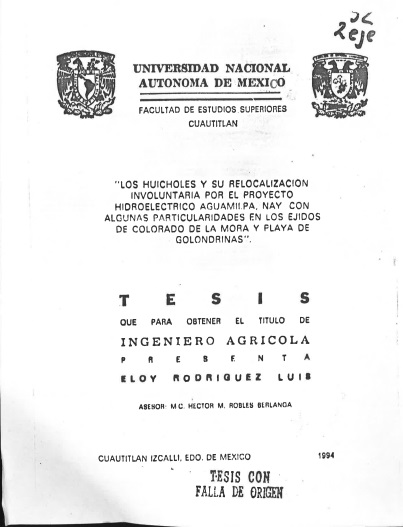 2eje
UNIVERSIDAD NACIONAL
AUTONOMA DE MEXICO
FACULTAD DE ESTUDIOS SUPERIORES
CUAUTITLAN
"LOS HUICHOLES Y SU RELOCALIZACION
INVOLUNTARIA POR EL PROYECTO
HIDROELECTRICO AGUAMILPA, NAY CON
ALGUNAS PARTICULARIDADES EN LOS EJIDOS
DE COLORADO DE LA MORA Y PLAYA DE
GOLONDRINAS".
T E S I S
QUE PARA OBTENER EL TITULO DE
INGENIERO AGRICOLA
P R E S E N T A
ELOY RODRIGUEZ LUIS
ASESOR: M.C. HECTOR M. ROBLES BERLANGA
CUAUTITLAN IZCALLI, EDO. DE MEXICO 1994
TESIS CON
FALLA DE ORIGEN